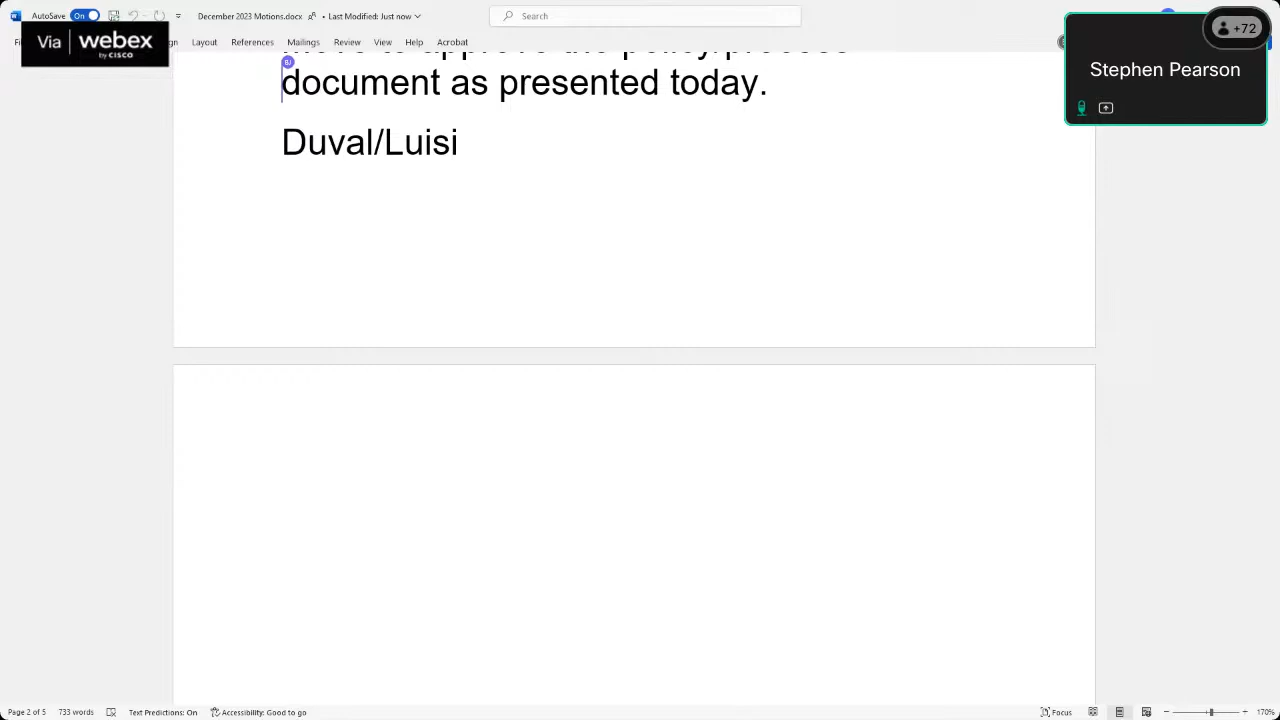 AutoSave On December 2023 Motions.docx • Last Modified: Just now Search
Via webex by CISCO
Layout References Mailings Review View Help Acrobat
+72
Stephen Pearson
document as presented today.
Duval/Luisi
Page 2 of 5 733 words Text Predictions: On Accessibility: Good to go Focus 170%